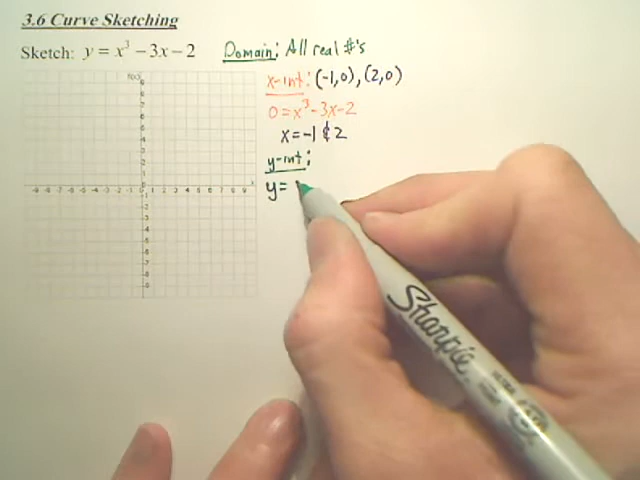 3.6 Curve Sketching
Sketch: y = x³ − 3x − 2 Domain: All real #'s
x-int: (-1,0), (2,0)
0 = x³ - 3x - 2
x = -1 & 2
y-int:
y =
Sharpie